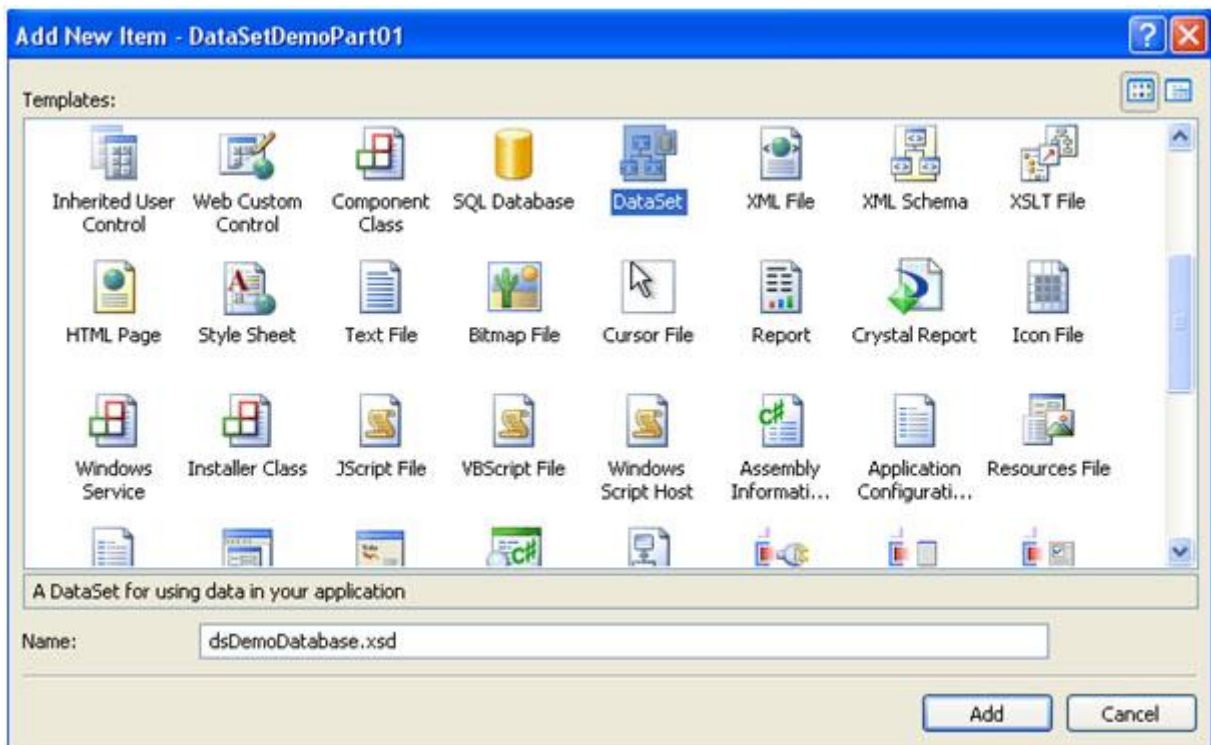 Add New Item - DataSetDemoPart01
Templates:
Inherited User Control
Web Custom Control
Component Class
SQL Database
DataSet
XML File
XML Schema
XSLT File
HTML Page
Style Sheet
Text File
Bitmap File
Cursor File
Report
Crystal Report
Icon File
Windows Service
Installer Class
JScript File
VBScript File
Windows Script Host
Assembly Informati...
Application Configurati...
Resources File
A DataSet for using data in your application
Name:
dsDemoDatabase.xsd
Add
Cancel